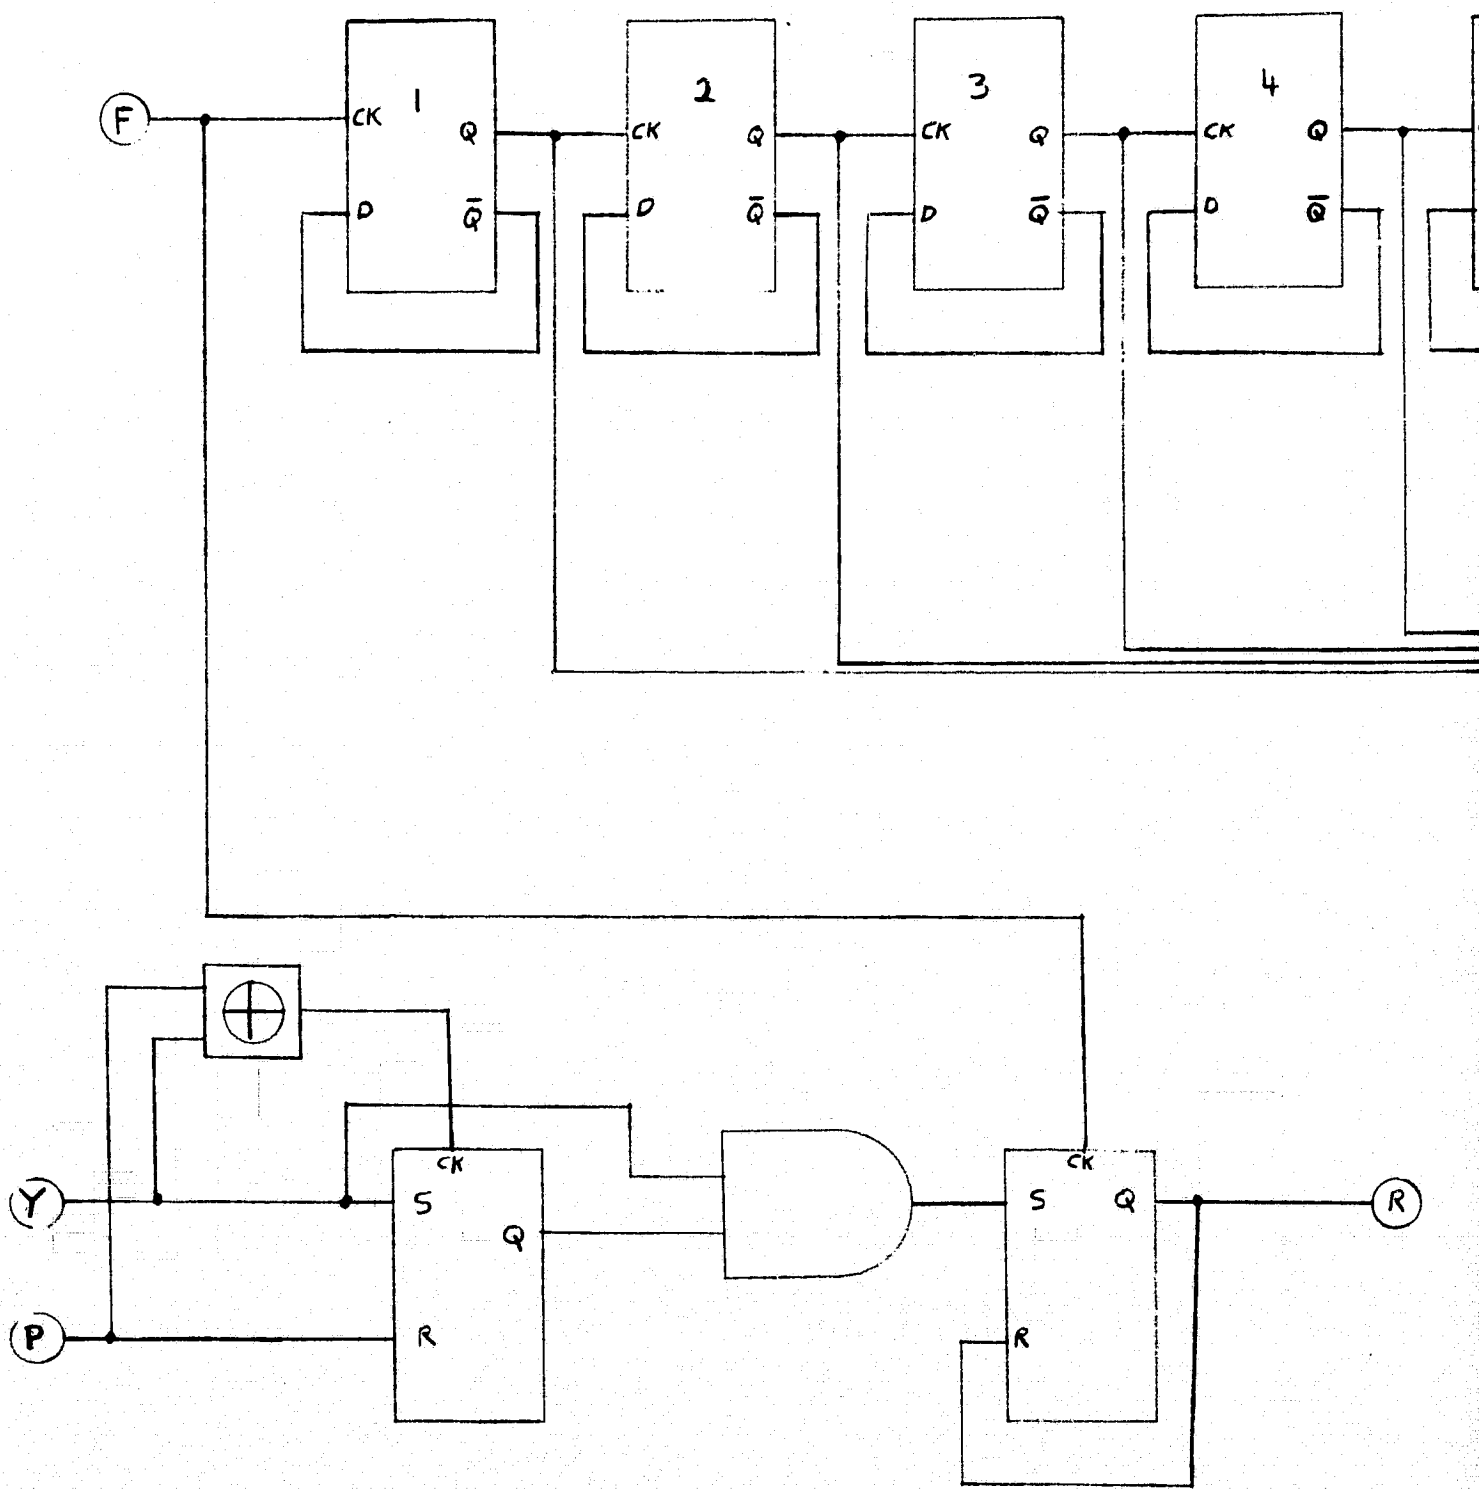 1 2 3 4
F CK Q CK Q CK Q CK Q
D Q̅ D Q̅ D Q̅ D Q̅
CK CK
Y S Q S Q R
P R R